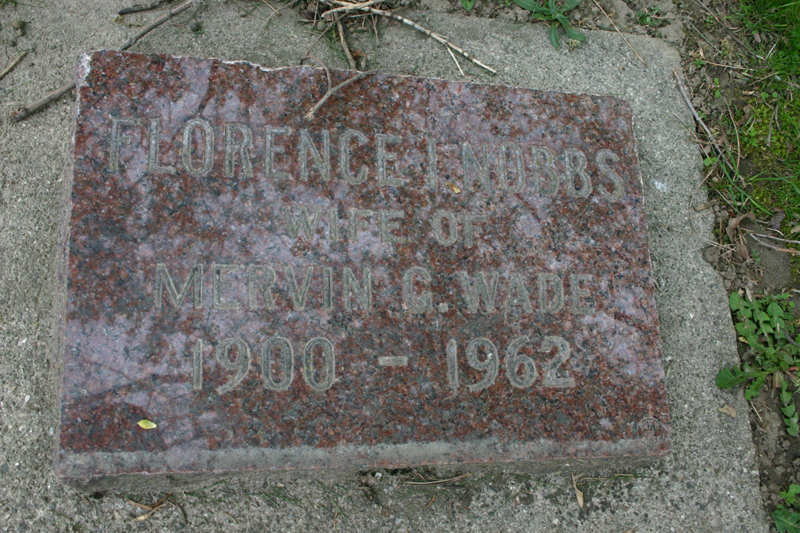 FLORENCE I. NUBBS
WIFE OF
MERVIN G. WADE
1900 - 1962